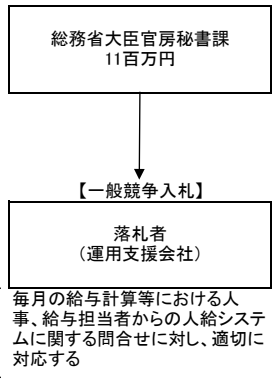 総務省大臣官房秘書課
11百万円
【一般競争入札】
落札者
（運用支援会社）
毎月の給与計算等における人
事、給与担当者からの人給システ
ムに関する問合せに対し、適切に
対応する